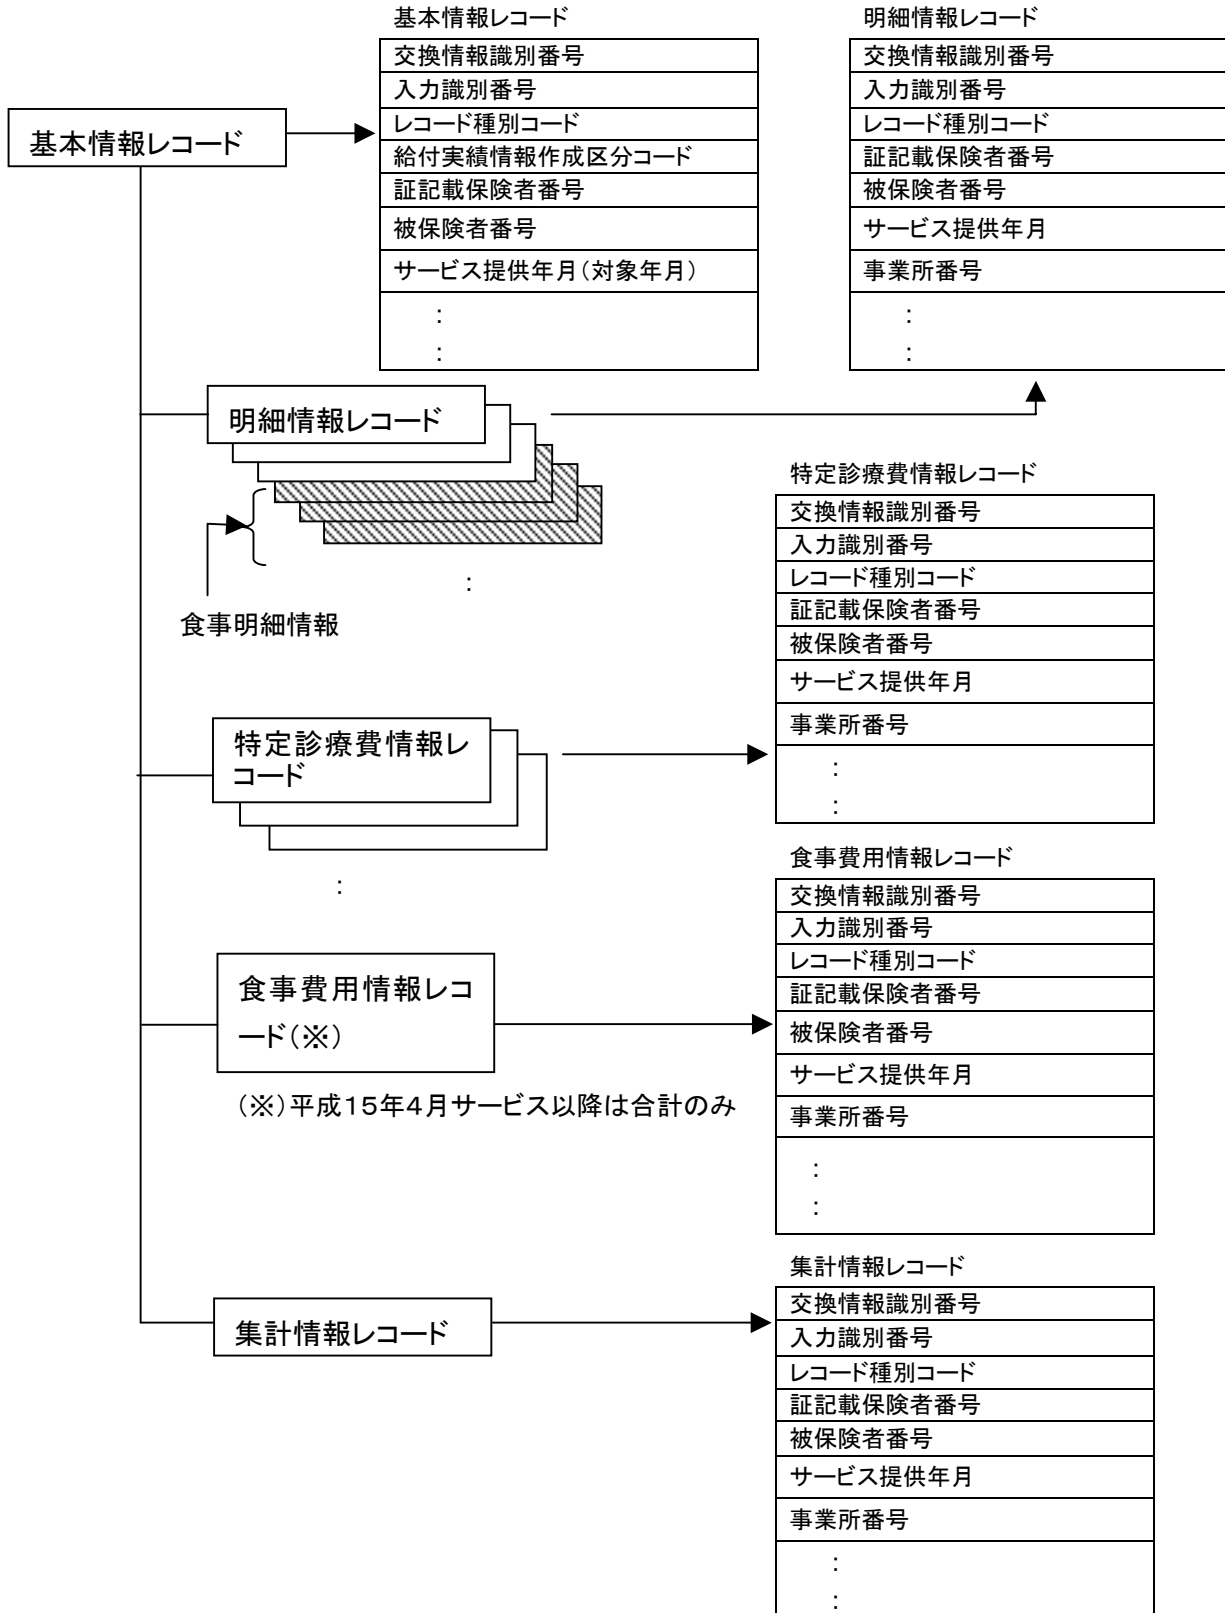 基本情報レコード
交換情報識別番号
入力識別番号
レコード種別コード
給付実績情報作成区分コード
証記載保険者番号
被保険者番号
サービス提供年月(対象年月)
:
:
明細情報レコード
交換情報識別番号
入力識別番号
レコード種別コード
証記載保険者番号
被保険者番号
サービス提供年月
事業所番号
:
:
基本情報レコード
明細情報レコード
:
食事明細情報
特定診療費情報レコード
交換情報識別番号
入力識別番号
レコード種別コード
証記載保険者番号
被保険者番号
サービス提供年月
事業所番号
:
:
特定診療費情報レ
コード
:
食事費用情報レコード
交換情報識別番号
入力識別番号
レコード種別コード
証記載保険者番号
被保険者番号
サービス提供年月
事業所番号
:
:
食事費用情報レコ
ード(※)
(※)平成15年4月サービス以降は合計のみ
集計情報レコード
交換情報識別番号
入力識別番号
レコード種別コード
証記載保険者番号
被保険者番号
サービス提供年月
事業所番号
:
:
集計情報レコード